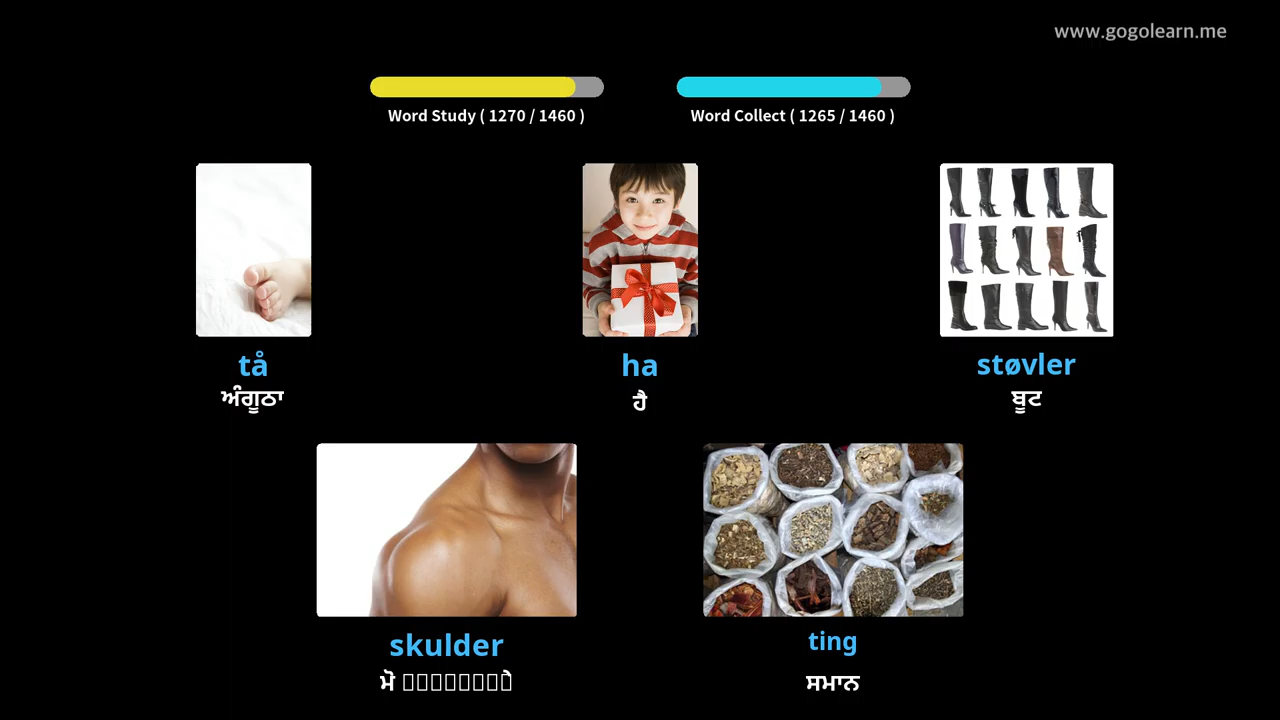 www.gogolearn.me
Word Study ( 1270 / 1460 )
Word Collect ( 1265 / 1460 )
tå
ਅੰਗੂਠਾ
ha
ਹੈ
støvler
ਬੂਟ
skulder
ਮੋ
ting
ਸਮਾਨ